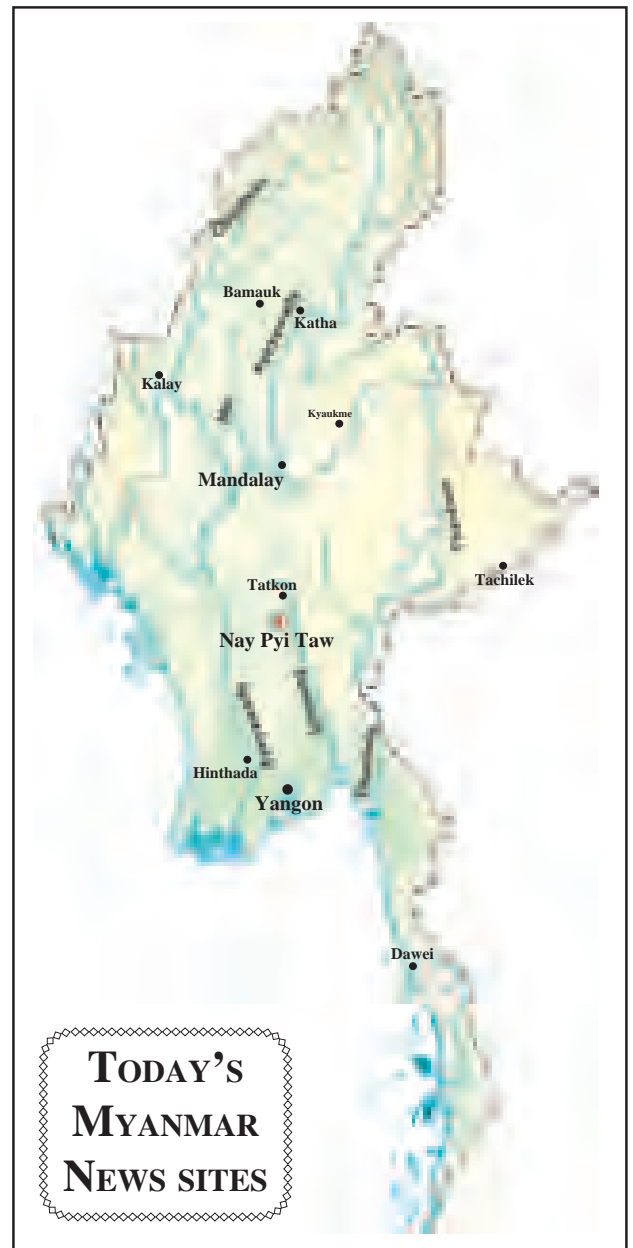 Bamauk
Katha
Kalay
Kyaukme
Mandalay
Tachilek
Tatkon
Nay Pyi Taw
Hinthada
Yangon
Dawei
TODAY'S
MYANMAR
NEWS SITES